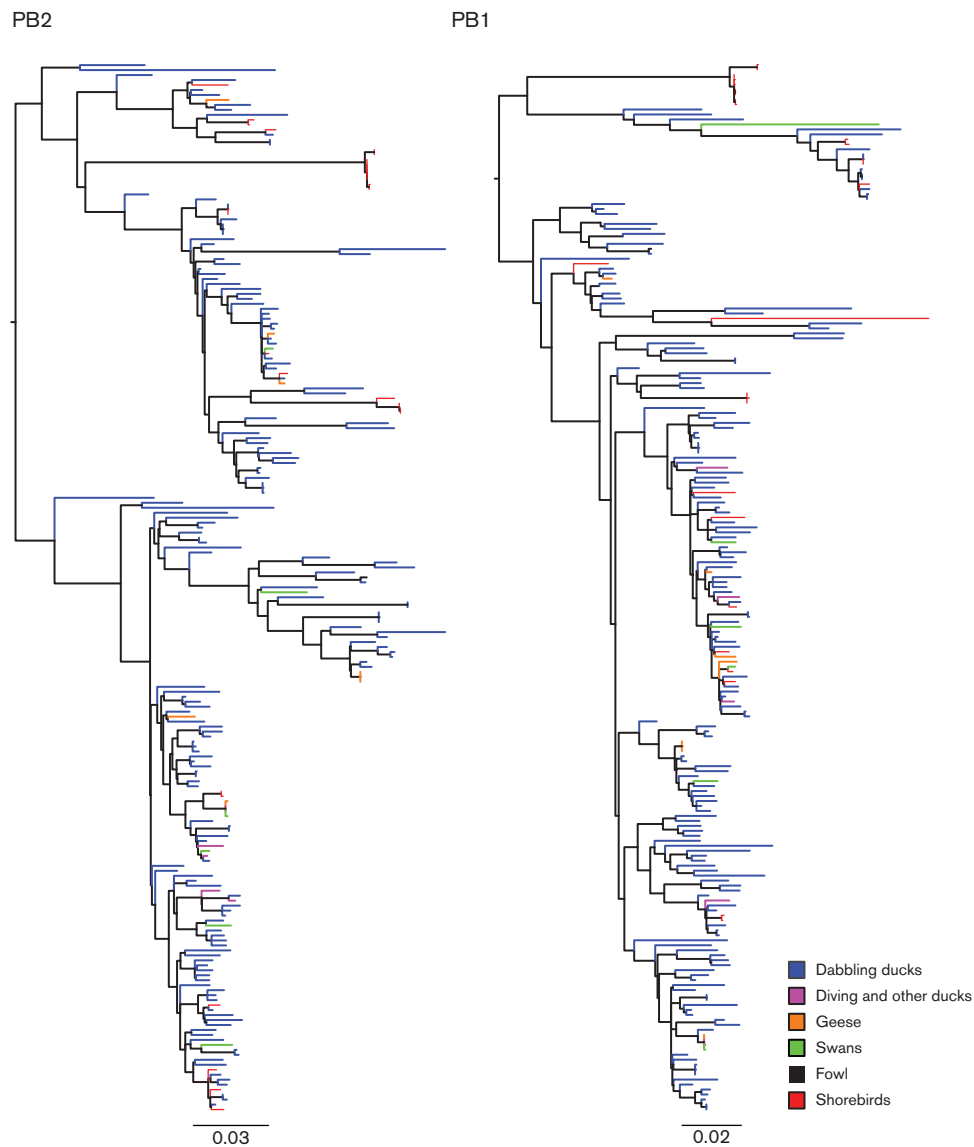 PB2
PB1
Dabbling ducks
Diving and other ducks
Geese
Swans
Fowl
Shorebirds
0.03
0.02